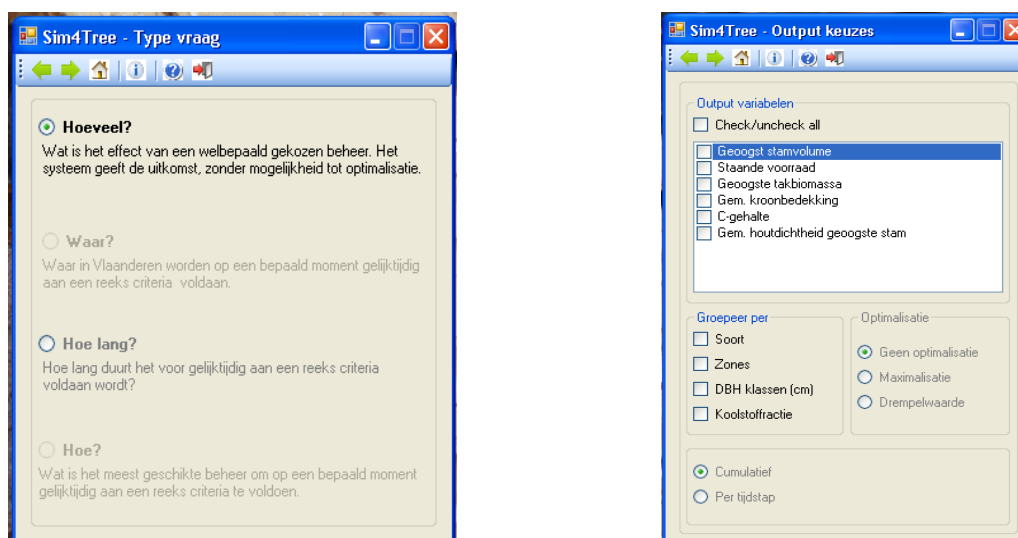 Sim4Tree - Type vraag
Hoeveel?
Wat is het effect van een welbepaald gekozen beheer. Het
systeem geeft de uitkomst, zonder mogelijkheid tot optimalisatie.
Waar?
Waar in Vlaanderen worden op een bepaald moment gelijktijdig
aan een reeks criteria voldaan.
Hoe lang?
Hoe lang duurt het voor gelijktijdig aan een reeks criteria
voldaan wordt?
Hoe?
Wat is het meest geschikte beheer om op een bepaald moment
gelijktijdig aan een reeks criteria te voldoen.
Sim4Tree - Output keuzes
Output variabelen
Check/uncheck all
Geoogst stamvolume
Staande voorraad
Geoogste takbiomassa
Gem. kroonbedekking
C-gehalte
Gem. houtdichtheid geoogste stam
Groepeer per
Soort
Zones
DBH klassen (cm)
Koolstoffractie
Optimalisatie
Geen optimalisatie
Maximalisatie
Drempelwaarde
Cumulatief
Per tijdstap